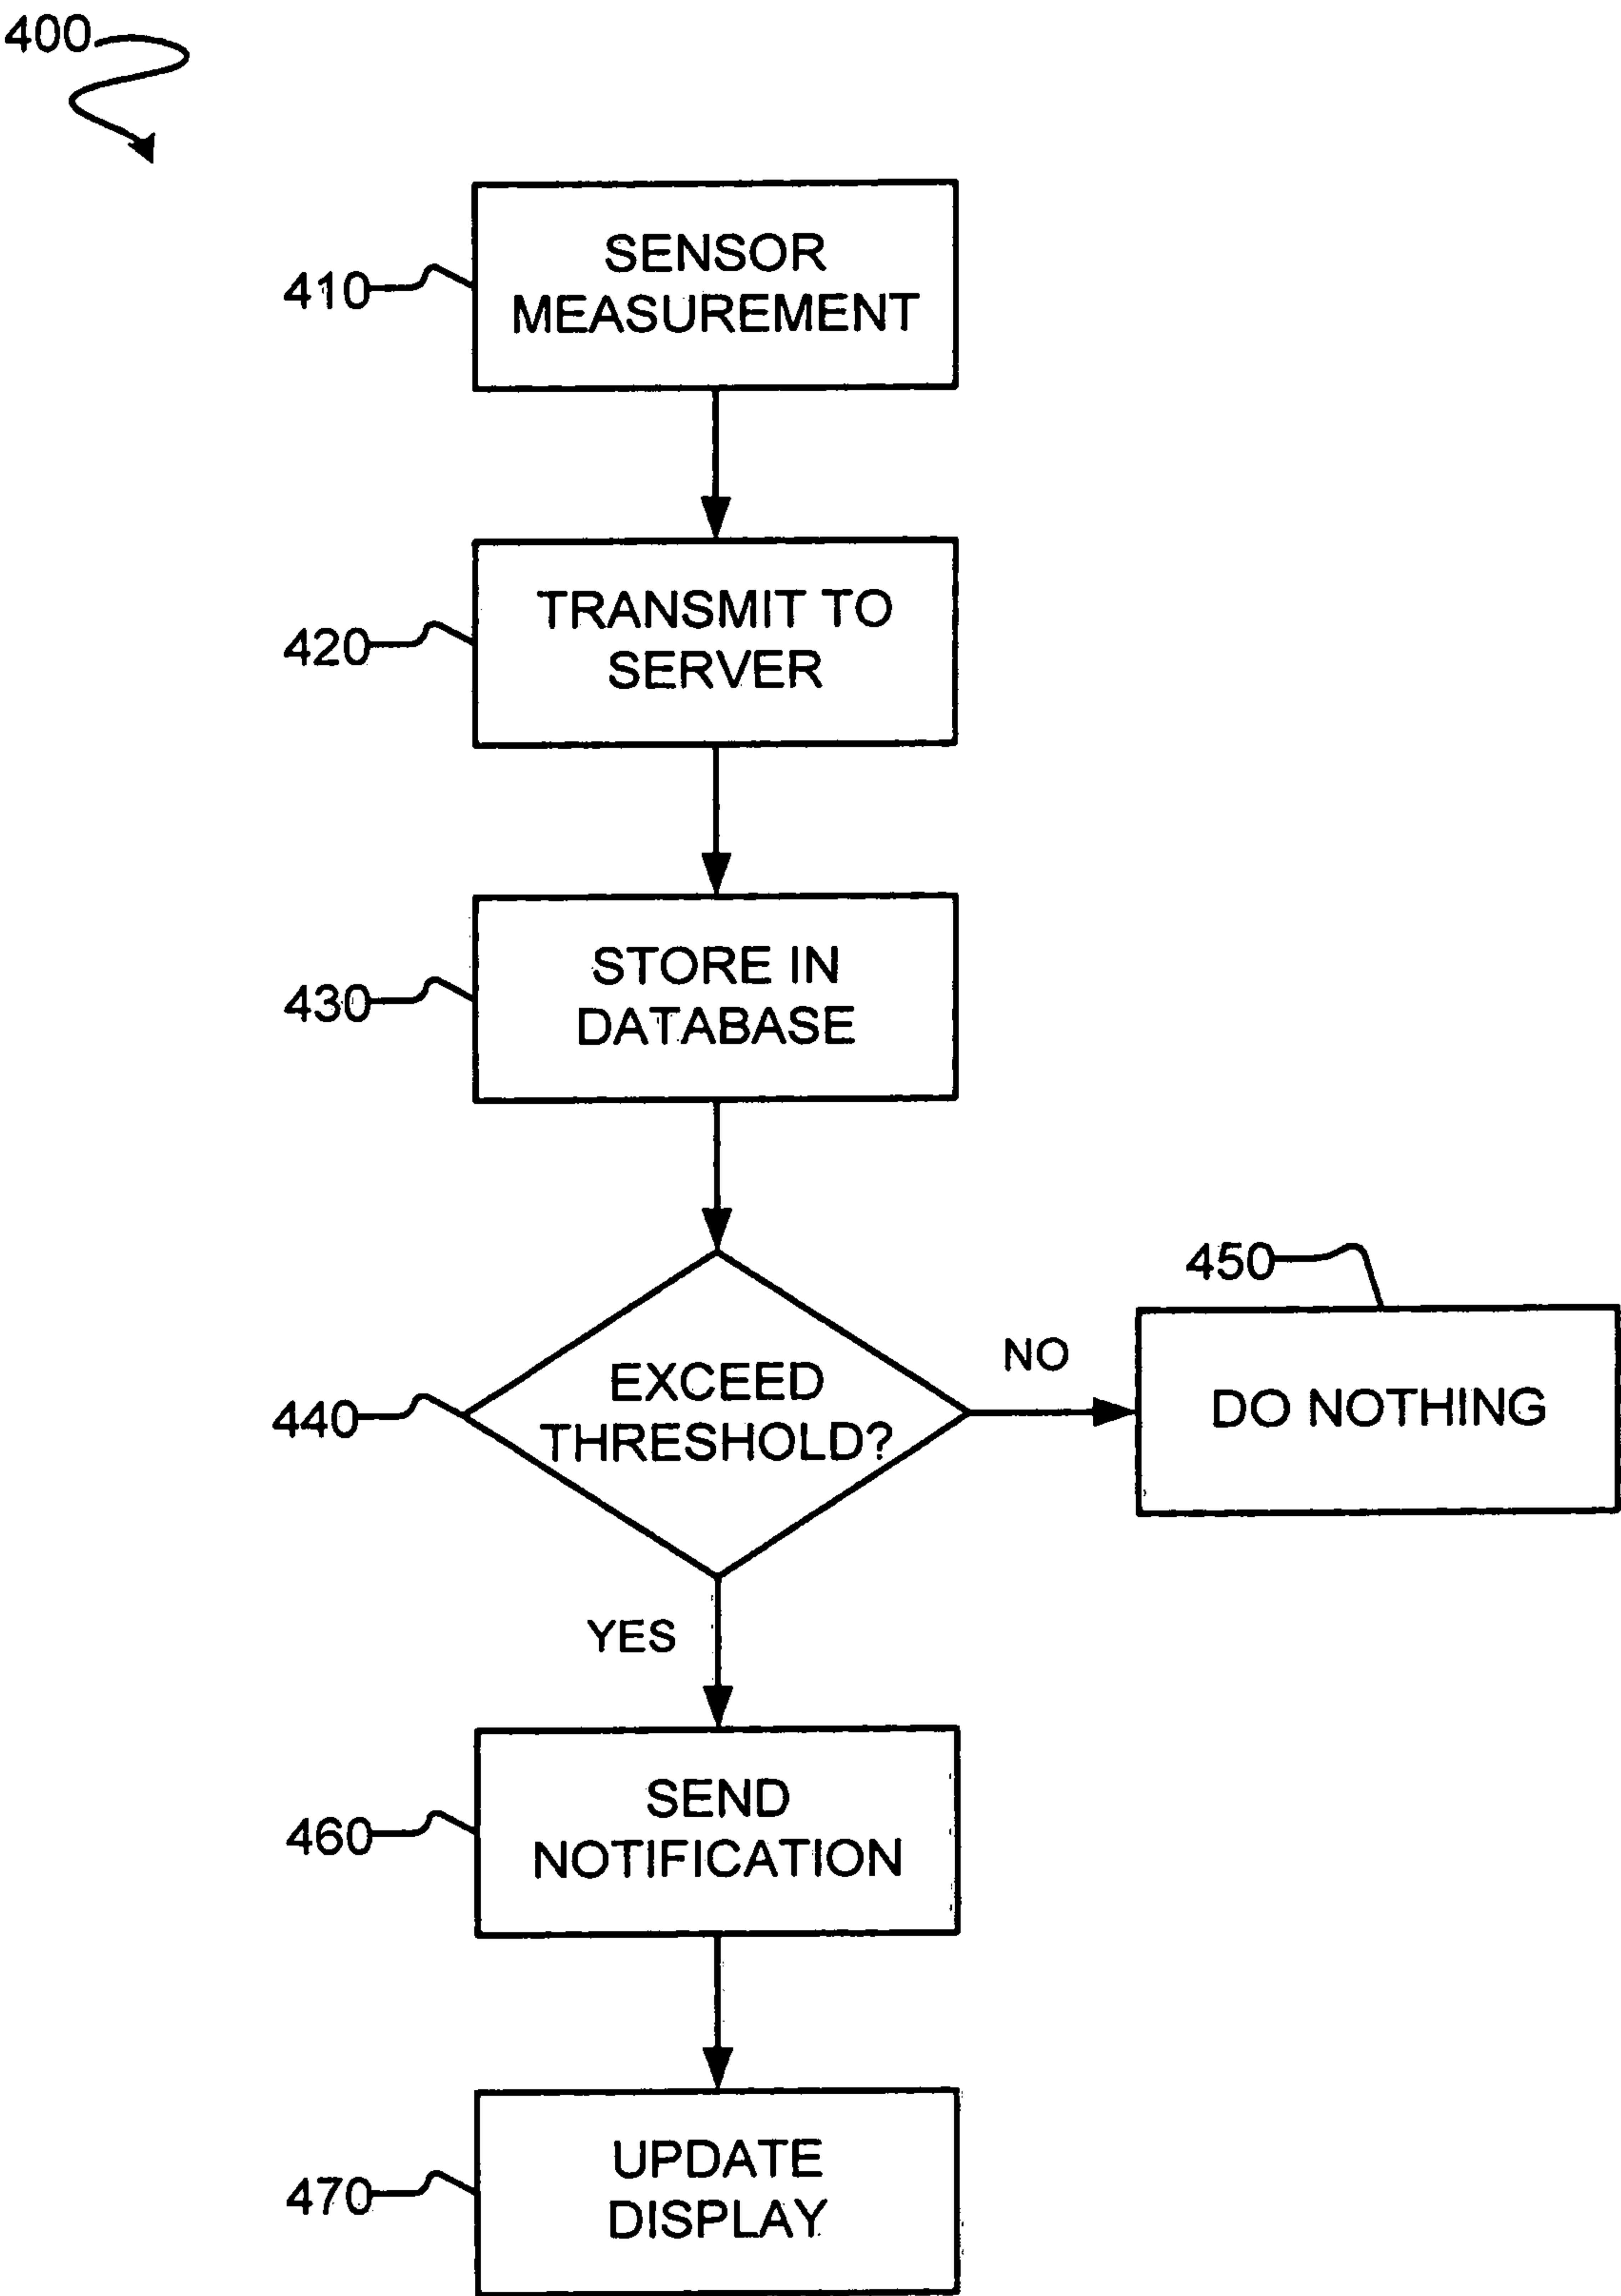 400
410
SENSOR
MEASUREMENT
420
TRANSMIT TO
SERVER
430
STORE IN
DATABASE
440
EXCEED
THRESHOLD?
NO
450
DO NOTHING
YES
460
SEND
NOTIFICATION
470
UPDATE
DISPLAY